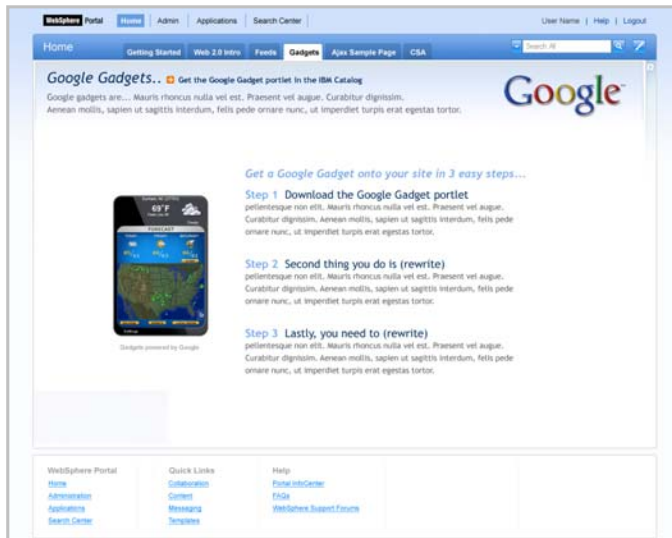 WebSphere Portal Home Admin Applications Search Center User Name | Help | Logout
Home Getting Started Web 2.0 Intro Feeds Gadgets Ajax Sample Page CSA Search All
Google Gadgets.. Get the Google Gadget portlet in the IBM Catalog
Google
Google gadgets are... Mauris rhoncus nulla vel est. Praesent vel augue. Curabitur dignissim.
Aenean mollis, sapien ut sagittis interdum, felis pede ornare nunc, ut imperdiet turpis erat egestas tortor.
Get a Google Gadget onto your site in 3 easy steps...
Step 1 Download the Google Gadget portlet
pellentesque non elit. Mauris rhoncus nulla vel est. Praesent vel augue.
Curabitur dignissim. Aenean mollis, sapien ut sagittis interdum, felis pede
ornare nunc, ut imperdiet turpis erat egestas tortor.
69°F
FORECAST
Step 2 Second thing you do is (rewrite)
pellentesque non elit. Mauris rhoncus nulla vel est. Praesent vel augue.
Curabitur dignissim. Aenean mollis, sapien ut sagittis interdum, felis pede
ornare nunc, ut imperdiet turpis erat egestas tortor.
Step 3 Lastly, you need to (rewrite)
pellentesque non elit. Mauris rhoncus nulla vel est. Praesent vel augue.
Curabitur dignissim. Aenean mollis, sapien ut sagittis interdum, felis pede
ornare nunc, ut imperdiet turpis erat egestas tortor.
Gadgets powered by Google
WebSphere Portal Quick Links Help
Home Collaboration Portal InfoCenter
Administration Content FAQs
Applications Messaging WebSphere Support Forums
Search Center Templates